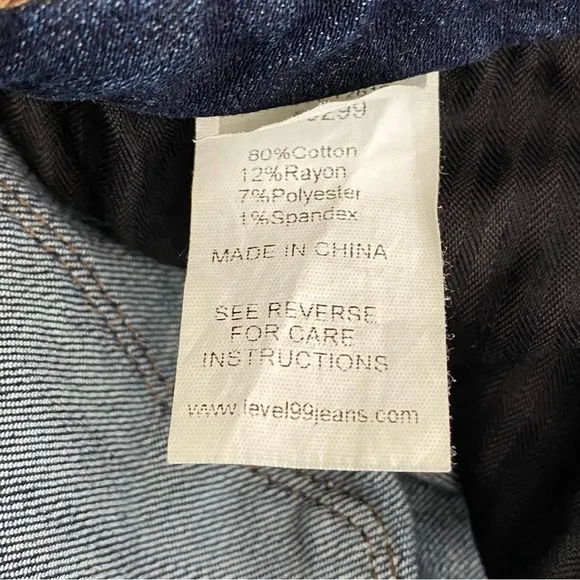 80%Cotton
12%Rayon
7%Polyester
1%Spandex
MADE IN CHINA
SEE REVERSE
FOR CARE
INSTRUCTIONS
www.level99jeans.com